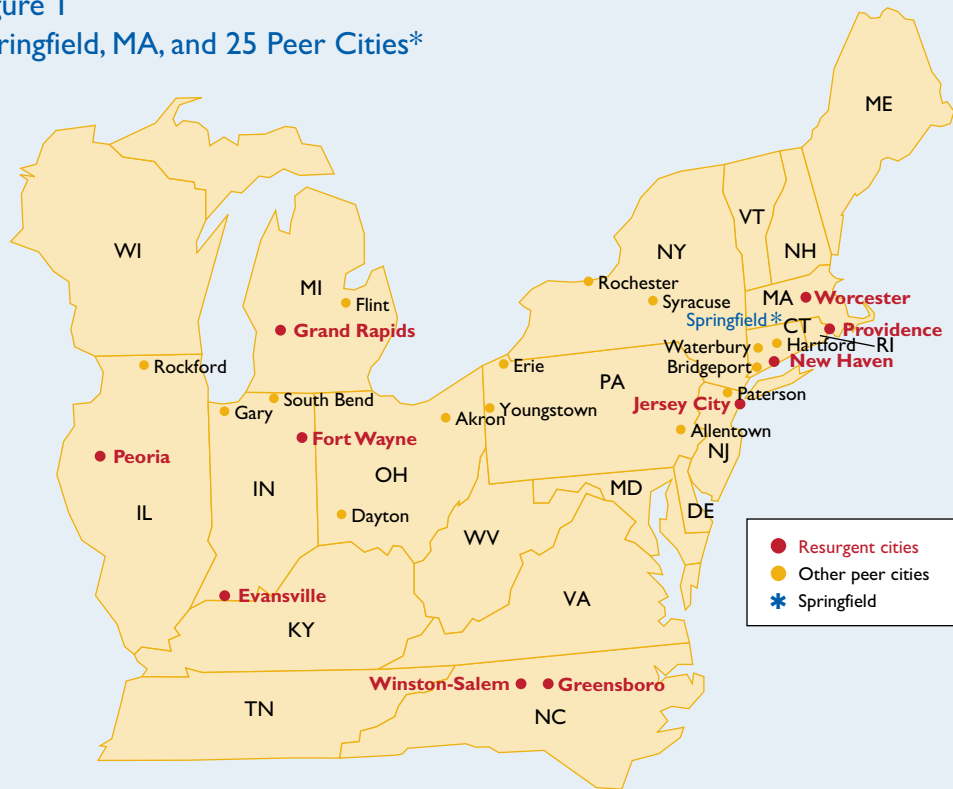 gure 1
ringfield, MA, and 25 Peer Cities*
ME
VT
WI
NY
NH
Rochester
MI
Flint
Syracuse
MA
Worcester
Springfield *
CT
Grand Rapids
Providence
Waterbury
Hartford
RI
New Haven
Rockford
Erie
Bridgeport
PA
South Bend
Paterson
Jersey City
Gary
Akron
Youngstown
Fort Wayne
Allentown
NJ
Peoria
OH
IN
MD
IL
Dayton
DE
WV
Resurgent cities
Other peer cities
* Springfield
Evansville
VA
KY
Winston-Salem
Greensboro
TN
NC